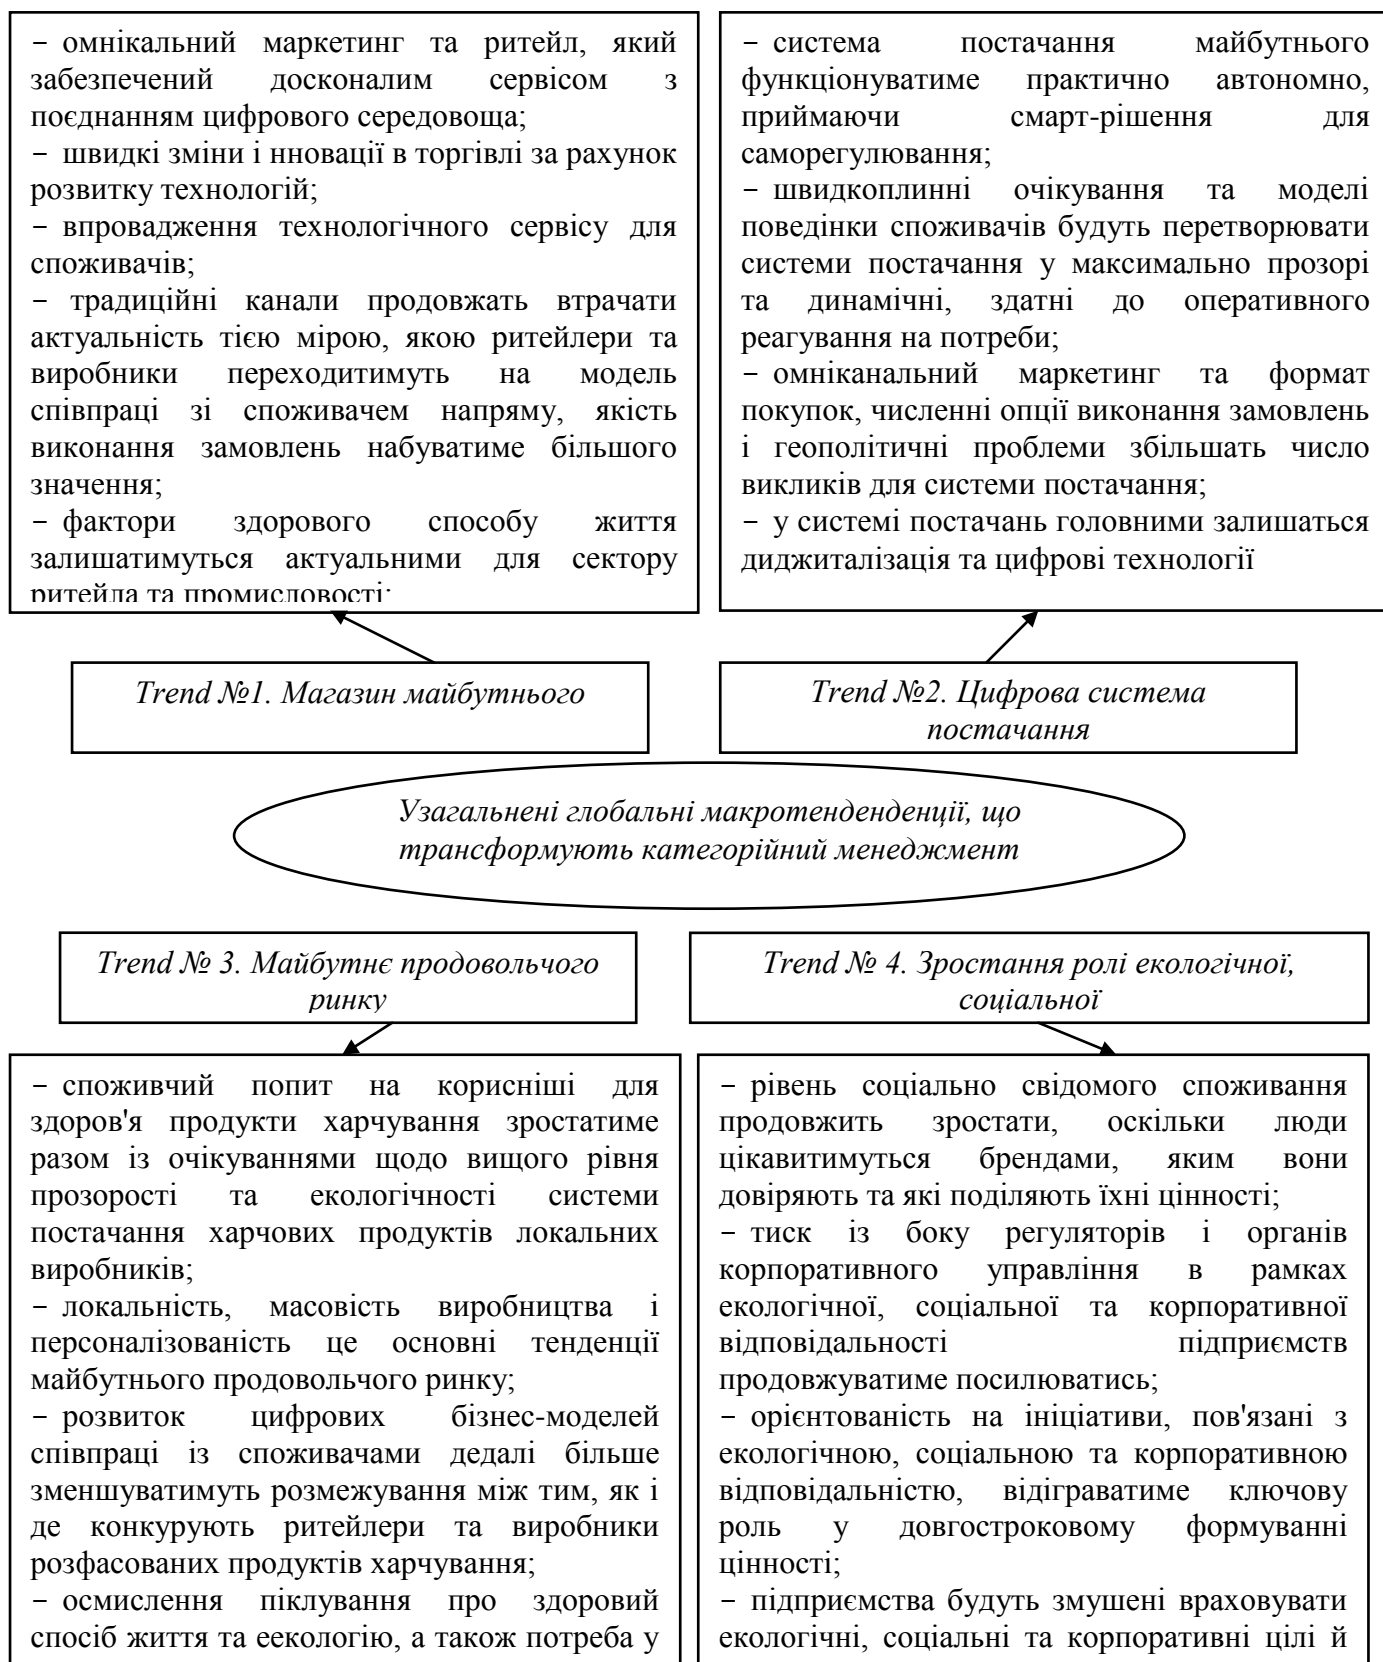 − омнікальний маркетинг та ритейл, який
забезпечений досконалим сервісом з
поєднанням цифрового середовоща;
− швидкі зміни і нновації в торгівлі за рахунок
розвитку технологій;
− впровадження технологічного сервісу для
споживачів;
− традиційні канали продовжать втрачати
актуальність тією мірою, якою ритейлери та
виробники переходитимуть на модель
співпраці зі споживачем напряму, якість
виконання замовлень набуватиме більшого
значення;
− фактори здорового способу життя
залишатимуться актуальними для сектору
ритейла та промисловості;
− система постачання майбутнього
функціонуватиме практично автономно,
приймаючи смарт-рішення для
саморегулювання;
− швидкоплинні очікування та моделі
поведінки споживачів будуть перетворювати
системи постачання у максимально прозорі
та динамічні, здатні до оперативного
реагування на потреби;
− омніканальний маркетинг та формат
покупок, численні опції виконання замовлень
і геополітичні проблеми збільшать число
викликів для системи постачання;
− у системі постачань головними залишаться
диджиталізація та цифрові технології
Trend №1. Магазин майбутнього
Trend №2. Цифрова система
постачання
Узагальнені глобальні макротенденденції, що
трансформують категорійний менеджмент
Trend № 3. Майбутнє продовольчого
ринку
Trend № 4. Зростання ролі екологічної,
соціальної
− споживчий попит на корисніші для
здоров'я продукти харчування зростатиме
разом із очікуваннями щодо вищого рівня
прозорості та екологічності системи
постачання харчових продуктів локальних
виробників;
− локальність, масовість виробництва і
персоналізованість це основні тенденції
майбутнього продовольчого ринку;
− розвиток цифрових бізнес-моделей
співпраці із споживачами дедалі більше
зменшуватимуть розмежування між тим, як і
де конкурують ритейлери та виробники
розфасованих продуктів харчування;
− осмислення піклування про здоровий
спосіб життя та еекологію, а також потреба у
− рівень соціально свідомого споживання
продовжить зростати, оскільки люди
цікавитимуться брендами, яким вони
довіряють та які поділяють їхні цінності;
− тиск із боку регуляторів і органів
корпоративного управління в рамках
екологічної, соціальної та корпоративної
відповідальності підприємств
продовжуватиме посилюватись;
− орієнтованість на ініціативи, пов'язані з
екологічною, соціальною та корпоративною
відповідальністю, відіграватиме ключову
роль у довгостроковому формуванні
цінності;
− підприємства будуть змушені враховувати
екологічні, соціальні та корпоративні цілі й